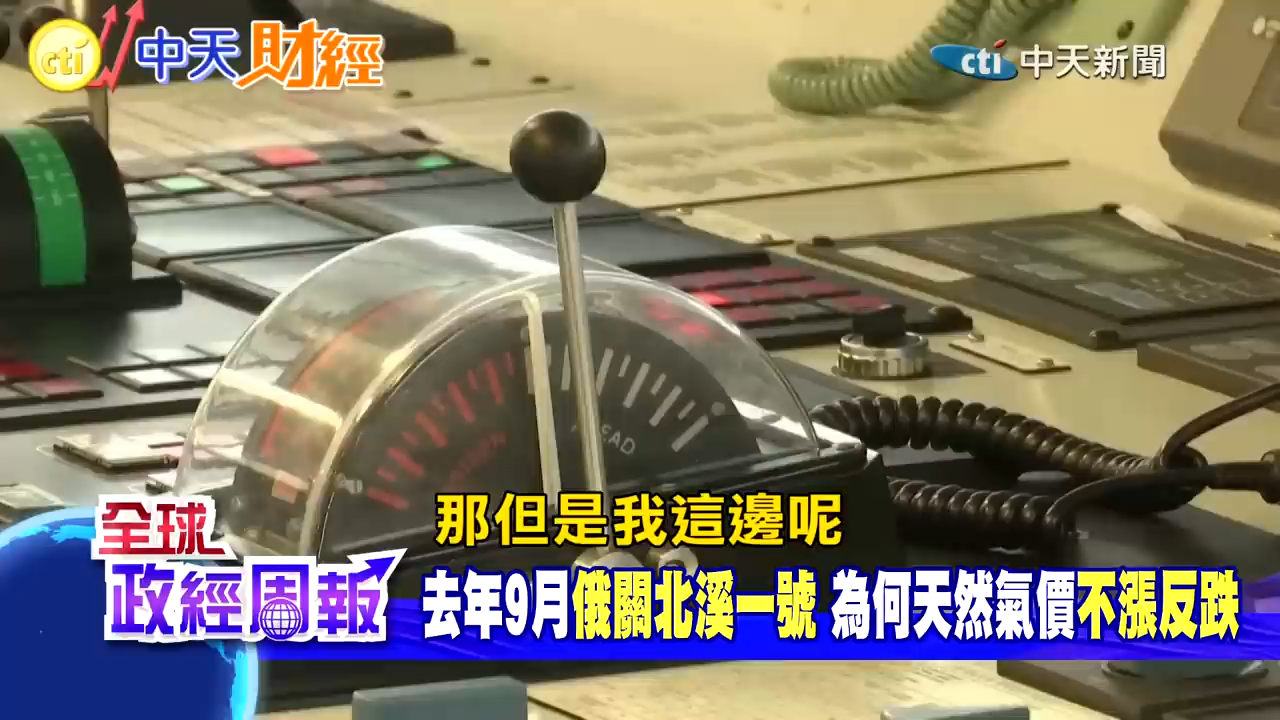 cti 中天財經
cti 中天新聞
AHEAD
那但是我這邊呢
全球
政經周報
去年9月俄關北溪一號 為何天然氣價不漲反跌